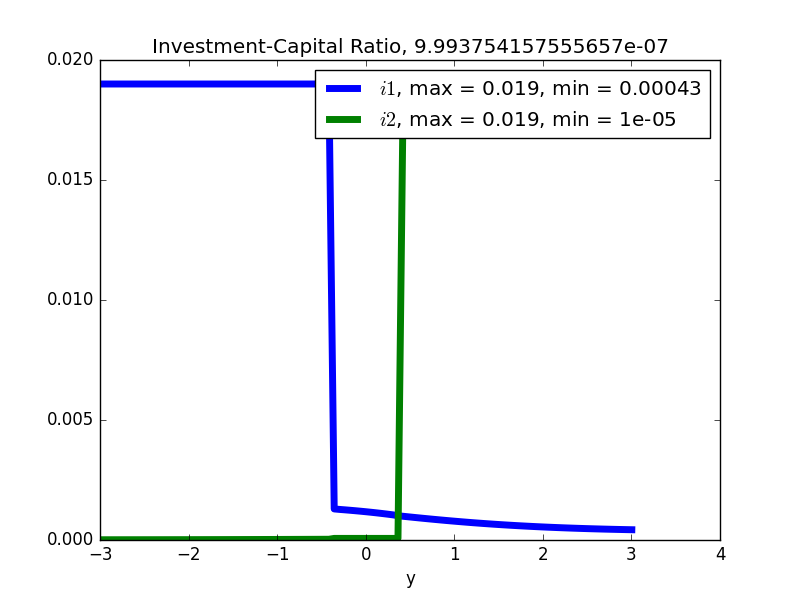 Investment-Capital Ratio, 9.993754157555657e-07
0.020
i1, max = 0.019, min = 0.00043
i2, max = 0.019, min = 1e-05
0.015
0.010
0.005
0.000
−3 −2 −1 0 1 2 3 4
y